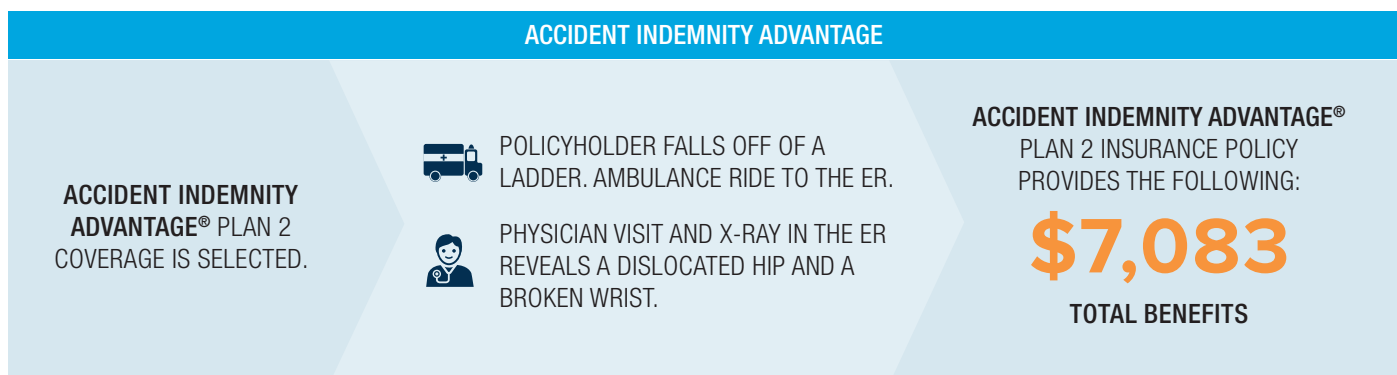 ACCIDENT INDEMNITY ADVANTAGE
ACCIDENT INDEMNITY
ADVANTAGE® PLAN 2
COVERAGE IS SELECTED.
POLICYHOLDER FALLS OFF OF A
LADDER. AMBULANCE RIDE TO THE ER.
PHYSICIAN VISIT AND X-RAY IN THE ER
REVEALS A DISLOCATED HIP AND A
BROKEN WRIST.
ACCIDENT INDEMNITY ADVANTAGE®
PLAN 2 INSURANCE POLICY
PROVIDES THE FOLLOWING:
$7,083
TOTAL BENEFITS